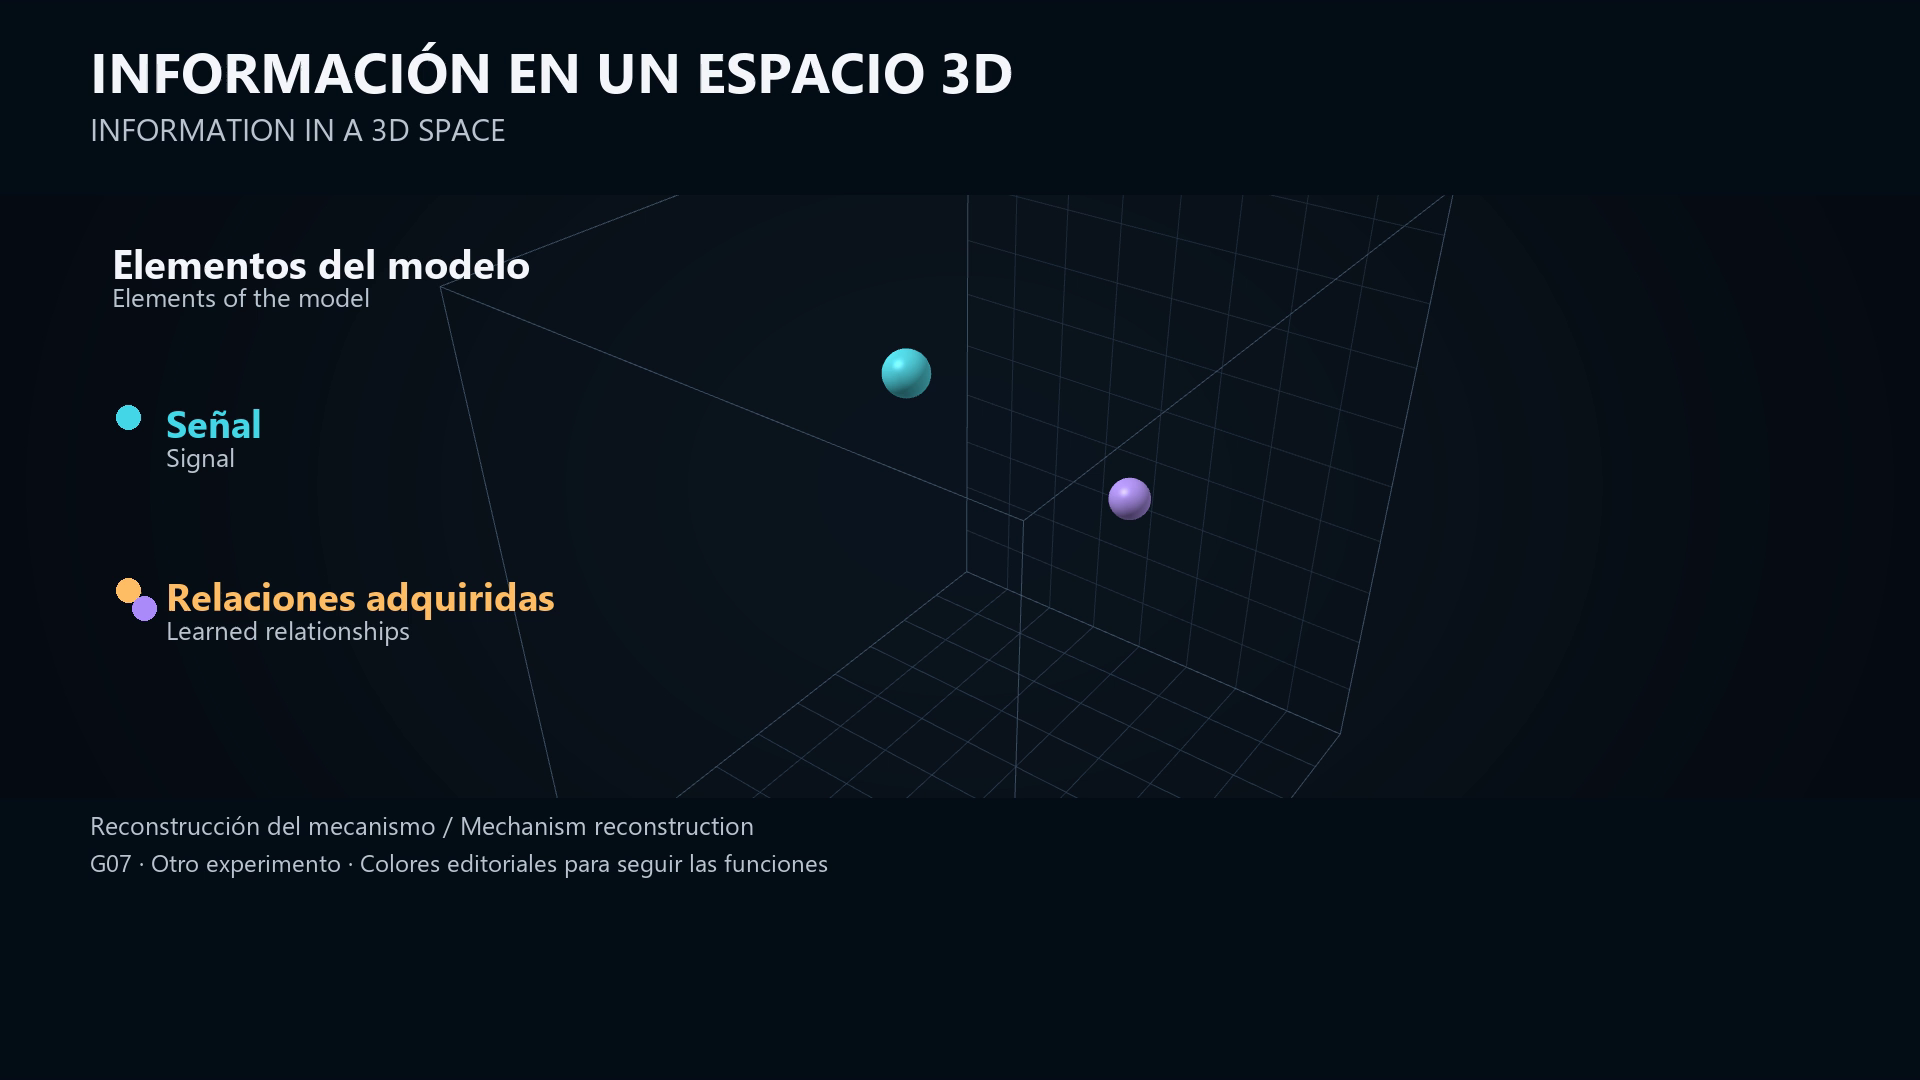 INFORMACIÓN EN UN ESPACIO 3D
INFORMATION IN A 3D SPACE
Elementos del modelo
Elements of the model
Señal
Signal
Relaciones adquiridas
Learned relationships
Reconstrucción del mecanismo / Mechanism reconstruction
G07 · Otro experimento · Colores editoriales para seguir las funciones